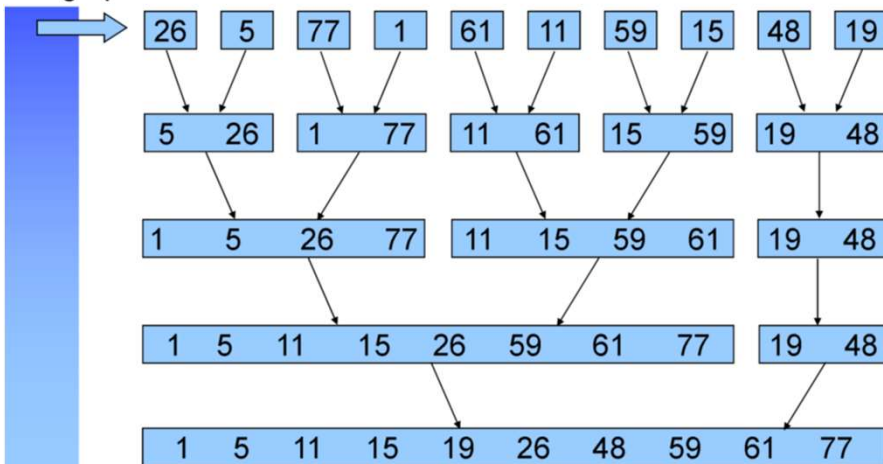 26 5 77 1 61 11 59 15 48 19
5 26 1 77 11 61 15 59 19 48
1 5 26 77 11 15 59 61 19 48
1 5 11 15 26 59 61 77 19 48
1 5 11 15 19 26 48 59 61 77